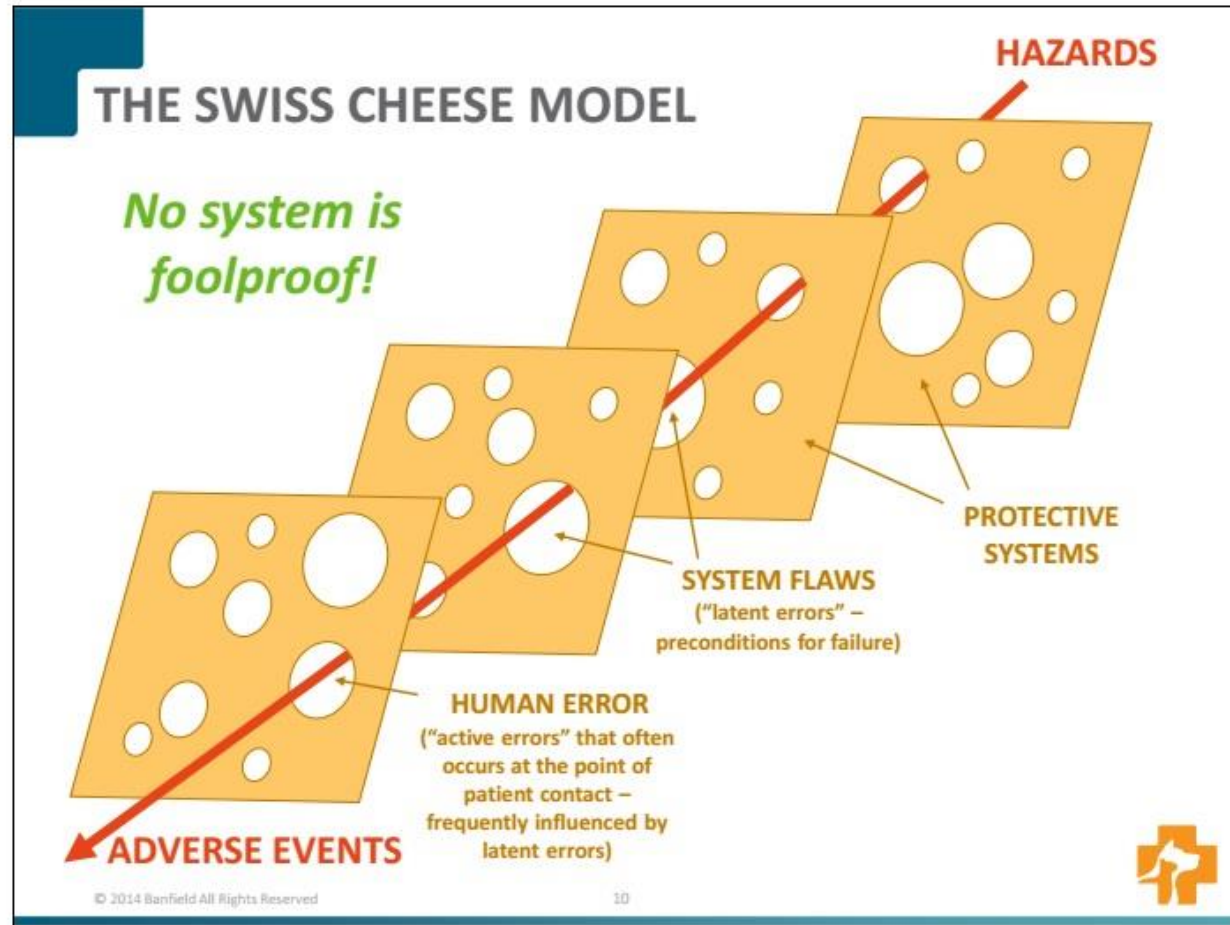 HAZARDS
THE SWISS CHEESE MODEL
No system is
foolproof!
PROTECTIVE
SYSTEMS
SYSTEM FLAWS
(“latent errors” –
preconditions for failure)
HUMAN ERROR
(“active errors” that often
occurs at the point of
patient contact –
frequently influenced by
latent errors)
ADVERSE EVENTS
© 2014 Banfield All Rights Reserved
10